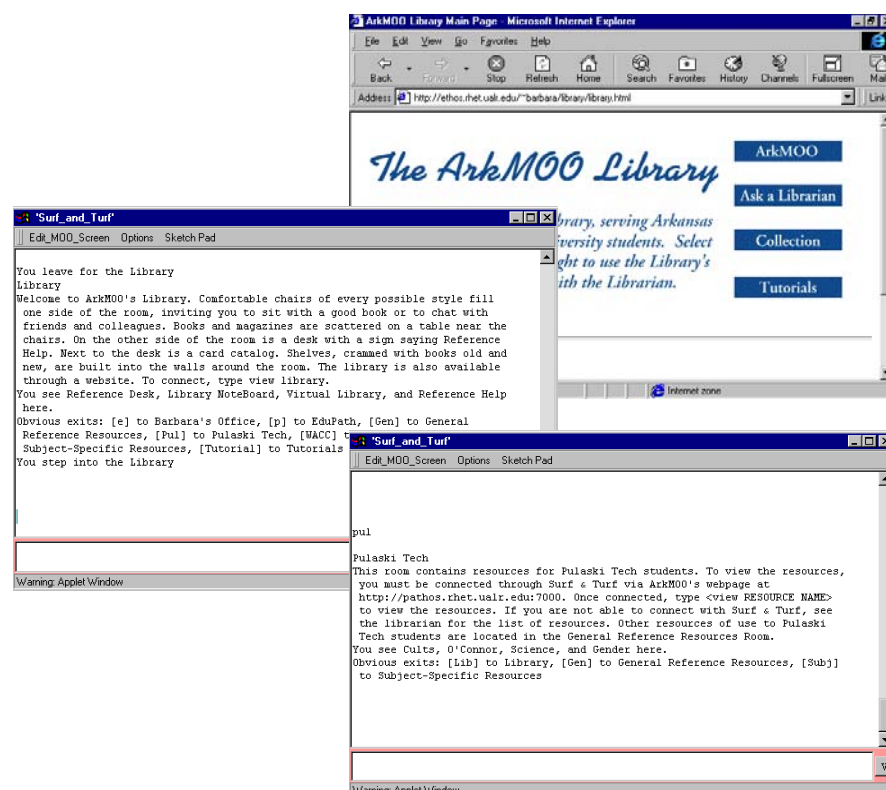 ArkMOO Library Main Page - Microsoft Internet Explorer
File Edit View Go Favorites Help
Back Forward Stop Refresh Home Search Favorites History Channels Fullscreen Mail
Address http://ethos.rhet.ualr.edu/~barbara/library/library.html Link
The ArkMOO Library
ArkMOO
Ask a Librarian
Collection
Tutorials
library, serving Arkansas
students. Select
to use the Library's
the Librarian.
Internet zone
'Surf_and_Turf'
Edit_MOO_Screen Options Sketch Pad
You leave for the Library
Library
Welcome to ArkMOO's Library. Comfortable chairs of every possible style fill
one side of the room, inviting you to sit with a good book or to chat with
friends and colleagues. Books and magazines are scattered on a table near the
chairs. On the other side of the room is a desk with a sign saying Reference
Help. Next to the desk is a card catalog. Shelves, crammed with books old and
new, are built into the walls around the room. The library is also available
through a website. To connect, type view library.
You see Reference Desk, Library NoteBoard, Virtual Library, and Reference Help
here.
Obvious exits: [e] to Barbara's Office, [p] to EduPath, [Gen] to General
Reference Resources, [Pul] to Pulaski Tech, [WACC] t
Subject-Specific Resources, [Tutorial] to Tutorials
You step into the Library
Warning: Applet Window
'Surf_and_Turf'
Edit_MOO_Screen Options Sketch Pad
pul
Pulaski Tech
This room contains resources for Pulaski Tech students. To view the resources,
you must be connected through Surf & Turf via ArkMOO's webpage at
http://pathos.rhet.ualr.edu:7000. Once connected, type <view RESOURCE NAME>
to view the resources. If you are not able to connect with Surf & Turf, see
the librarian for the list of resources. Other resources of use to Pulaski
Tech students are located in the General Reference Resources Room.
You see Cults, O'Connor, Science, and Gender here.
Obvious exits: [Lib] to Library, [Gen] to General Reference Resources, [Subj]
to Subject-Specific Resources
Warning: Applet Window